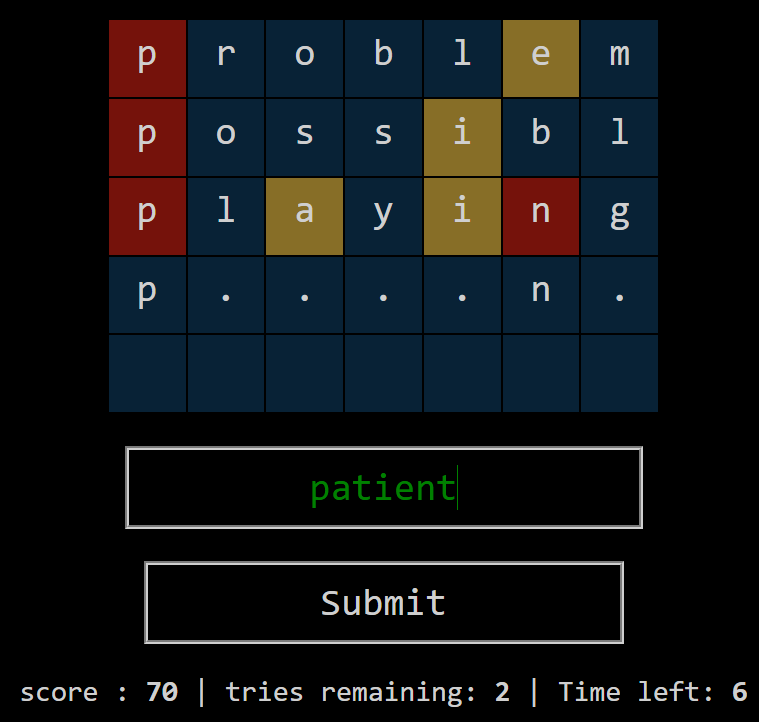 p r o b l e m
p o s s i b l
p l a y i n g
p . . . . n .
patient
Submit
score : 70 | tries remaining: 2 | Time left: 6